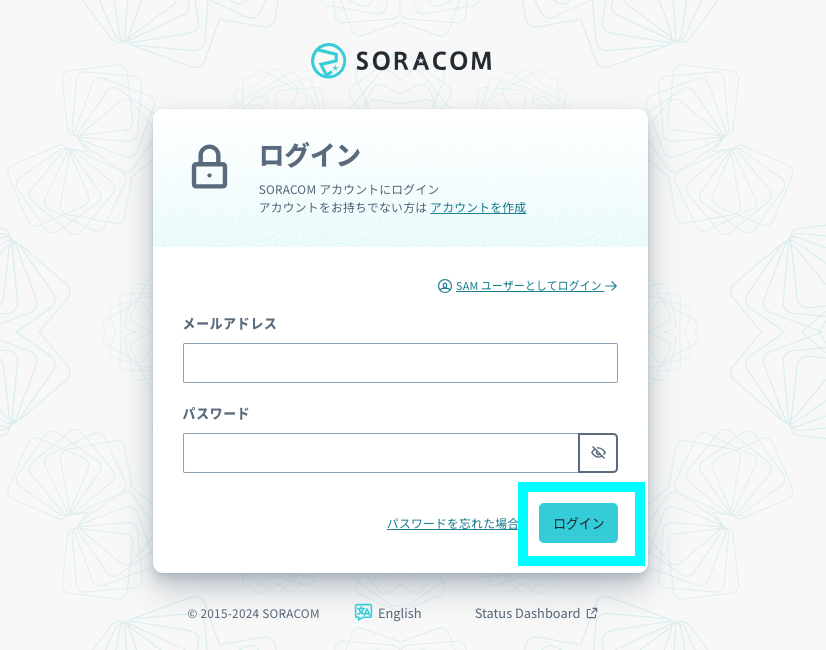 SORACOM
ログイン
SORACOM アカウントにログイン
アカウントをお持ちでない方は アカウントを作成
SAM ユーザーとしてログイン
メールアドレス
パスワード
パスワードを忘れた場合
ログイン
© 2015-2024 SORACOM
English
Status Dashboard